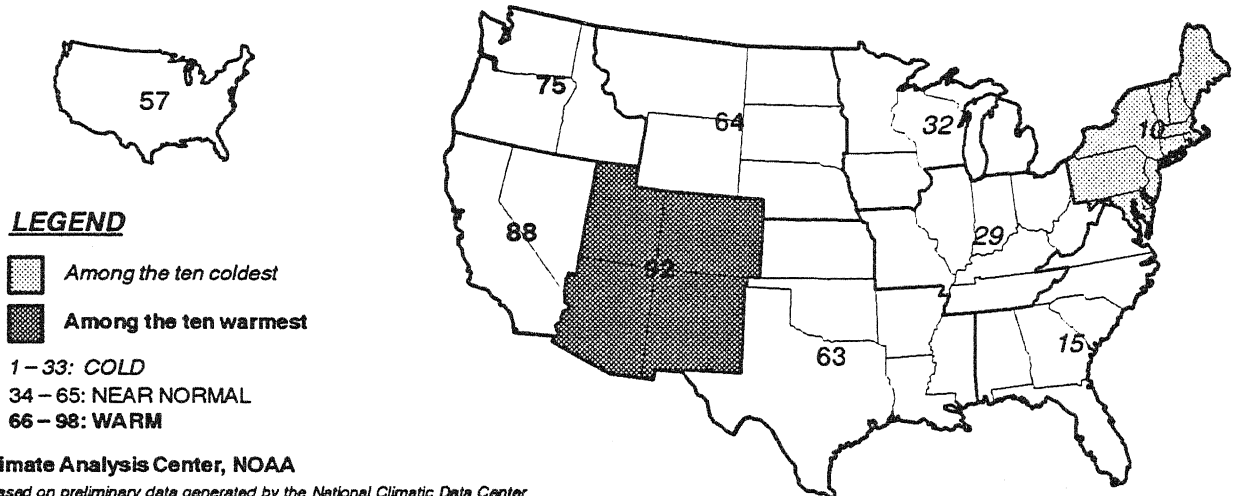 57
75
64
32
10
88
92
29
63
15
LEGEND
Among the ten coldest
Among the ten warmest
1-33: COLD
34-65: NEAR NORMAL
66-98: WARM
imate Analysis Center, NOAA
ased on preliminary data generated by the National Climatic Data Center